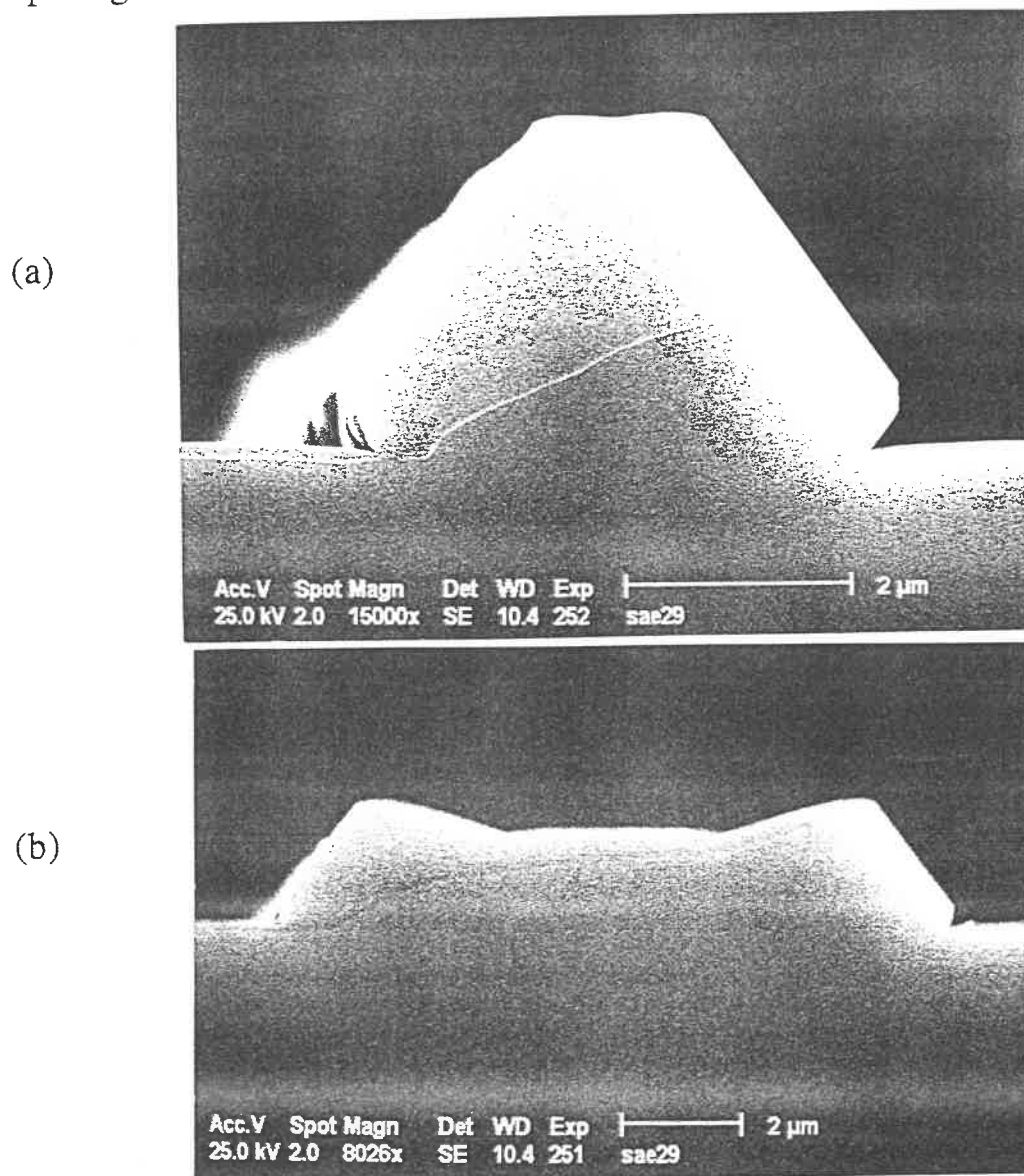 (a)
Acc.V Spot Magn Det WD Exp 2 µm
25.0 kV 2.0 15000x SE 10.4 252 sae29
(b)
Acc.V Spot Magn Det WD Exp 2 µm
25.0 kV 2.0 8026x SE 10.4 251 sae29